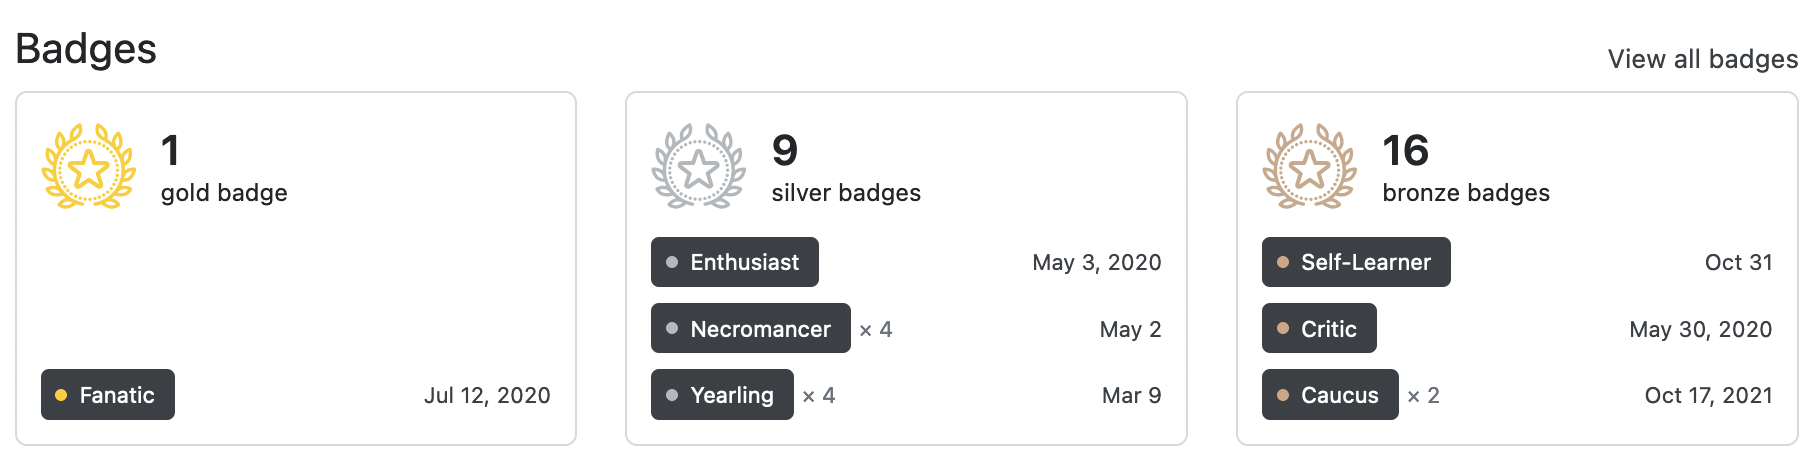 Badges
View all badges
1
gold badge
Fanatic Jul 12, 2020
9
silver badges
Enthusiast May 3, 2020
Necromancer × 4 May 2
Yearling × 4 Mar 9
16
bronze badges
Self-Learner Oct 31
Critic May 30, 2020
Caucus × 2 Oct 17, 2021